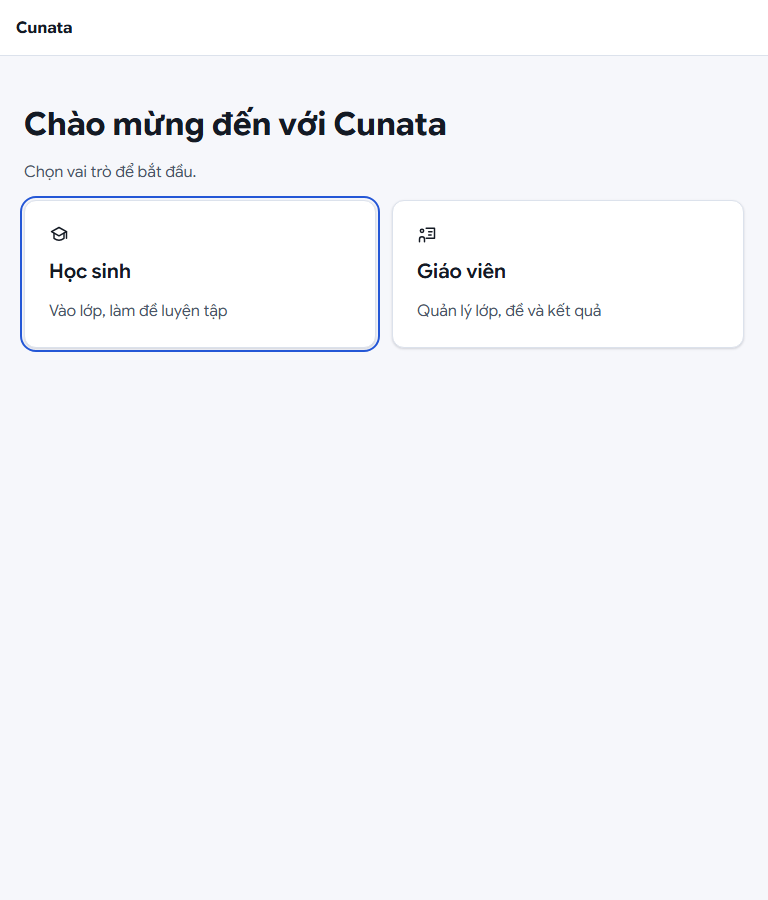 Cunata
Chào mừng đến với Cunata
Chọn vai trò để bắt đầu.
Học sinh
Vào lớp, làm đề luyện tập
Giáo viên
Quản lý lớp, đề và kết quả